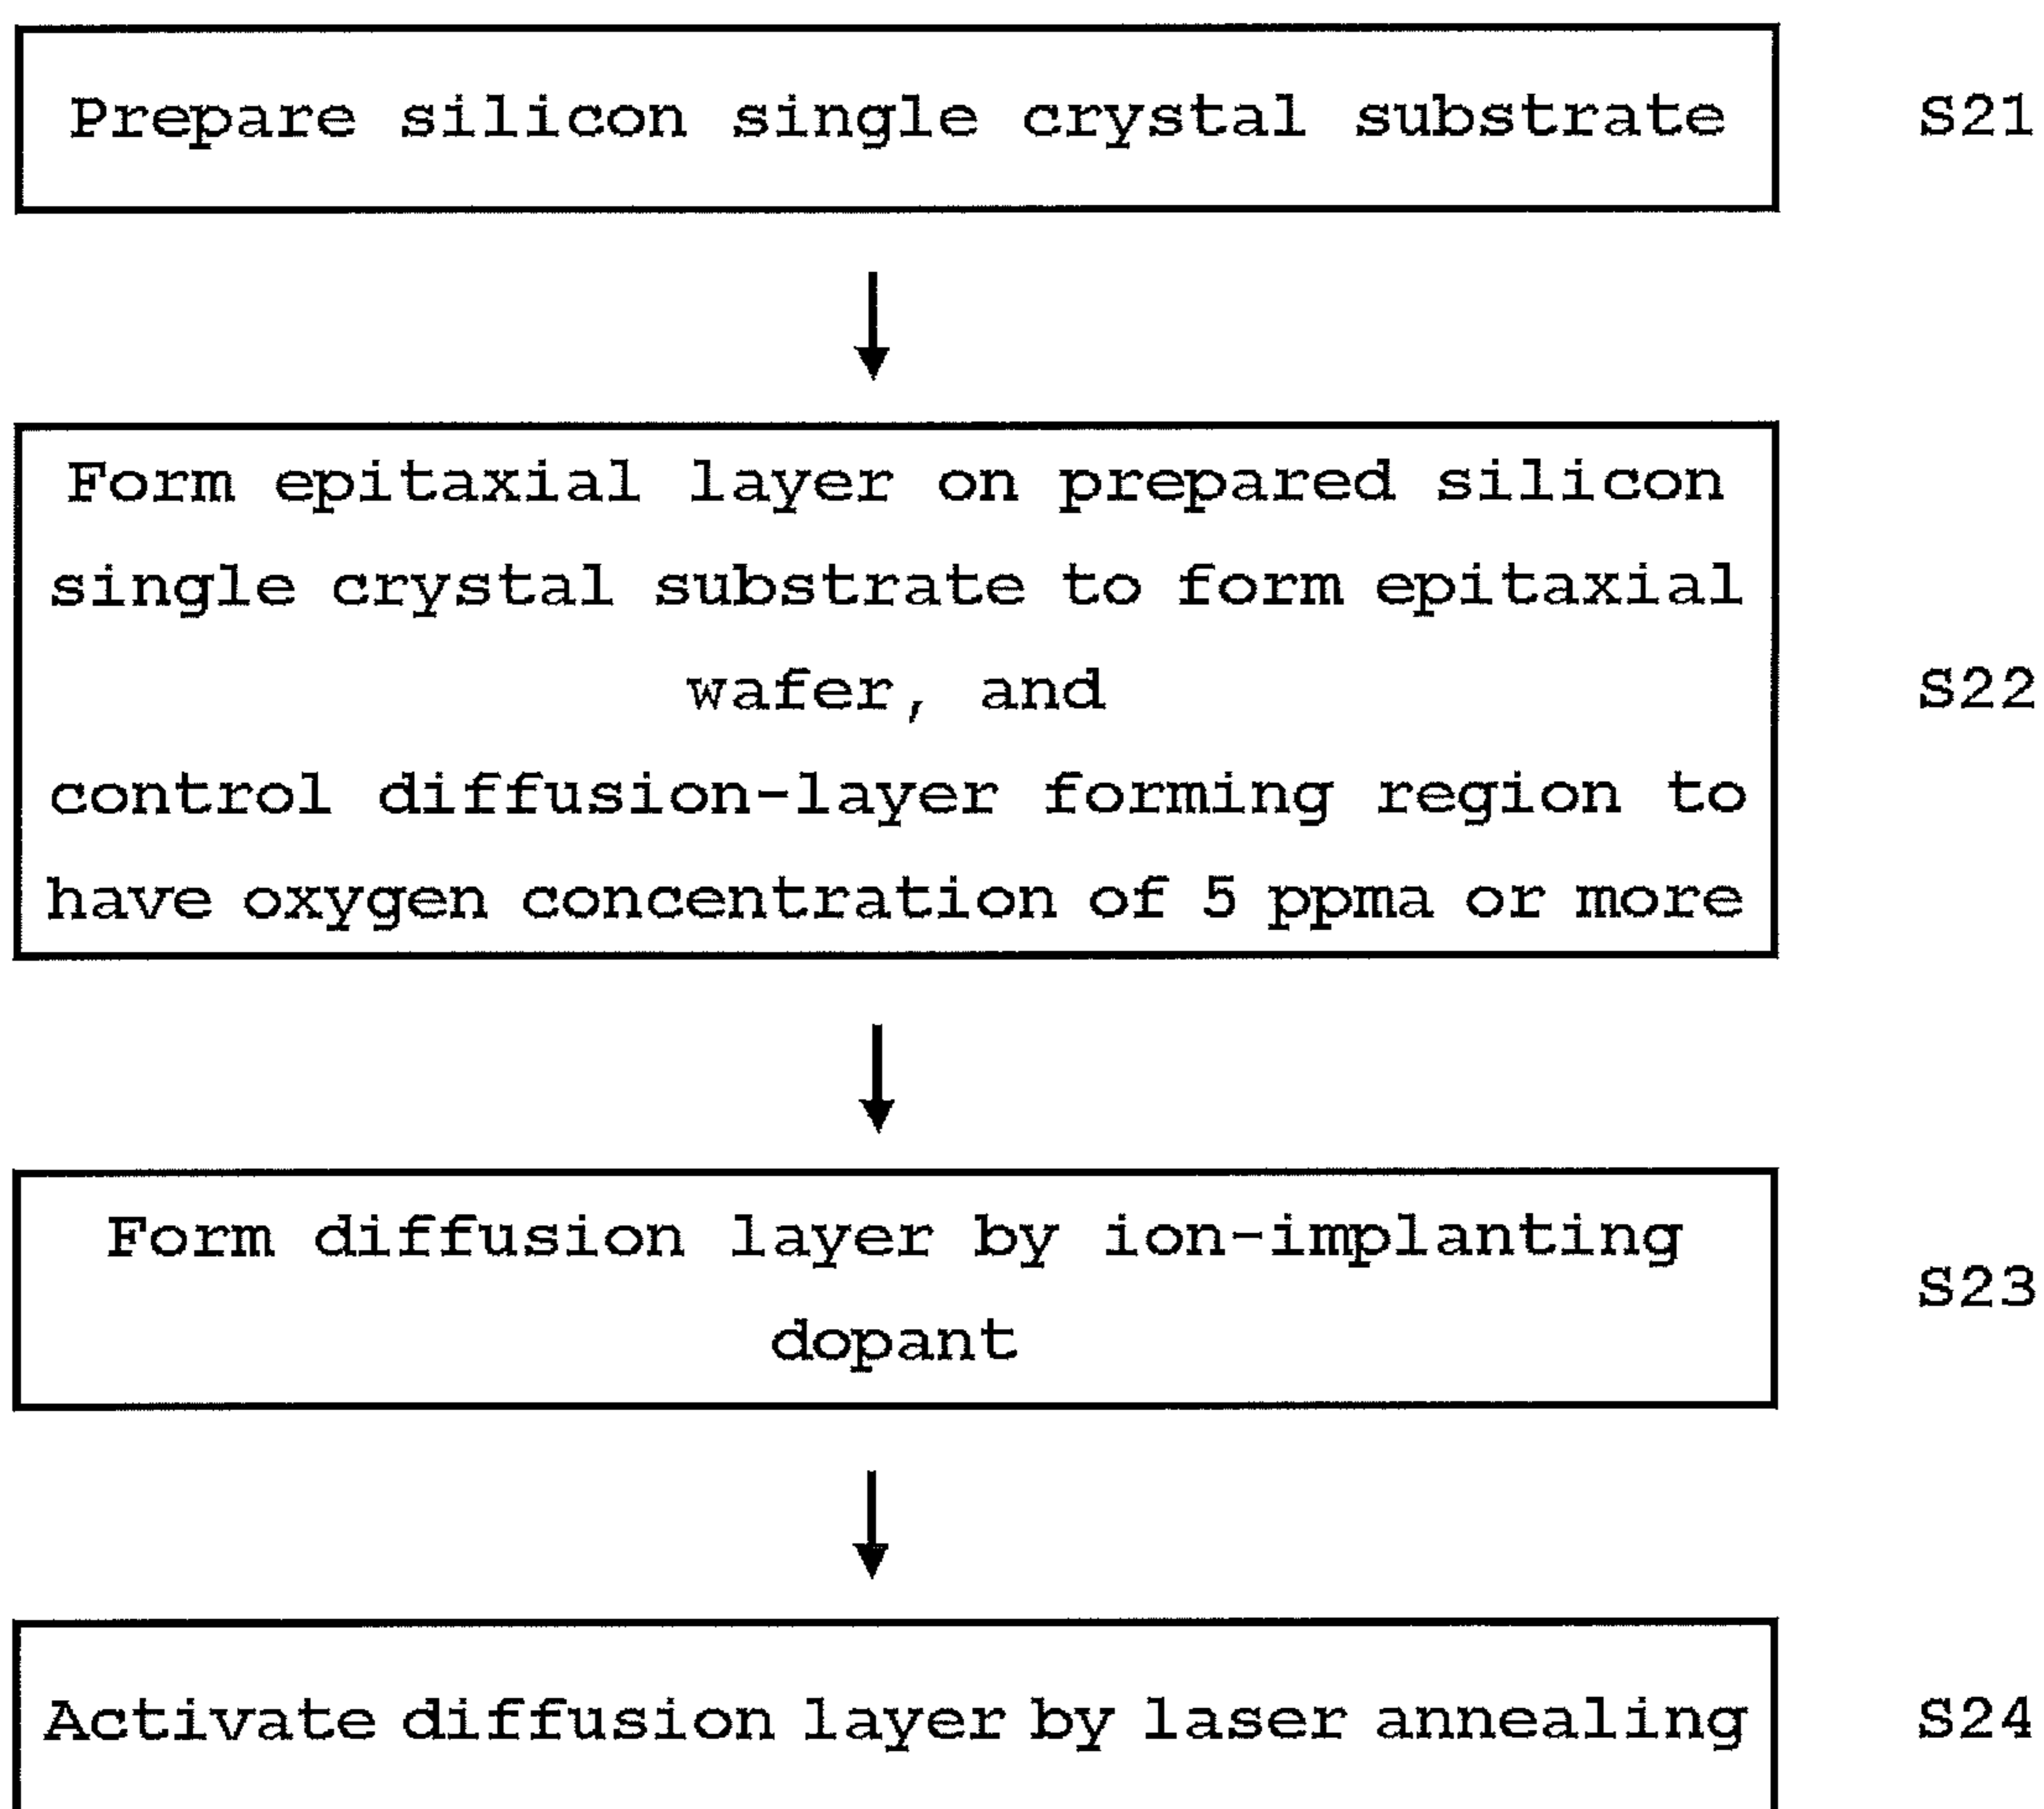 Prepare silicon single crystal substrate
S21
Form epitaxial layer on prepared silicon
single crystal substrate to form epitaxial
wafer, and
S22
control diffusion-layer forming region to
have oxygen concentration of 5 ppma or more
Form diffusion layer by ion-implanting
S23
dopant
Activate diffusion layer by laser annealing
S24